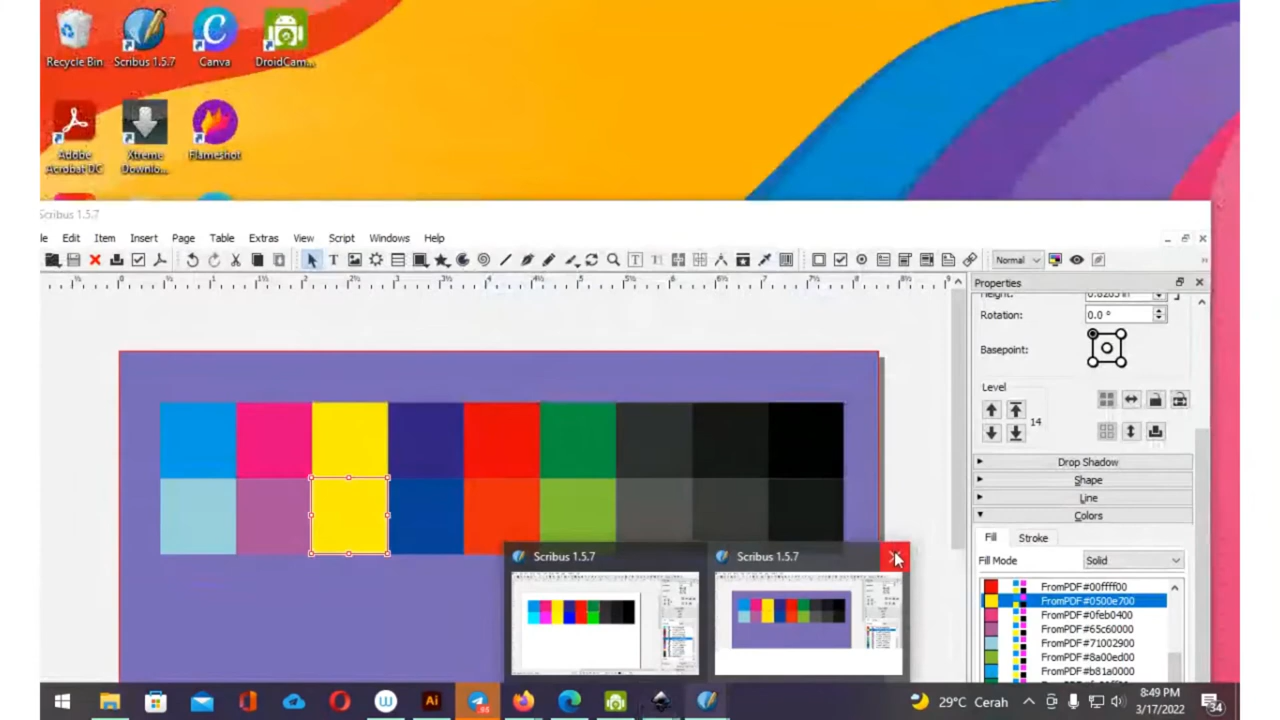 Recycle Bin
Scribus 1.5.7
Canva
DroidCam...
Adobe
Acrobat DC
Xtreme
Downlo...
Flameshot
Scribus 1.5.7
le Edit Item Insert Page Table Extras View Script Windows Help
Normal
Properties
Height:
Rotation: 0.0 °
Basepoint:
Level
14
Drop Shadow
Shape
Line
Colors
Fill Stroke
Fill Mode Solid
FromPDF#00ffff00
FromPDF#0500e700
FromPDF#0feb0400
FromPDF#65c60000
FromPDF#71002900
FromPDF#8a00ed00
FromPDF#b81a0000
Scribus 1.5.7
Scribus 1.5.7
29°C Cerah
8:49 PM
3/17/2022
34